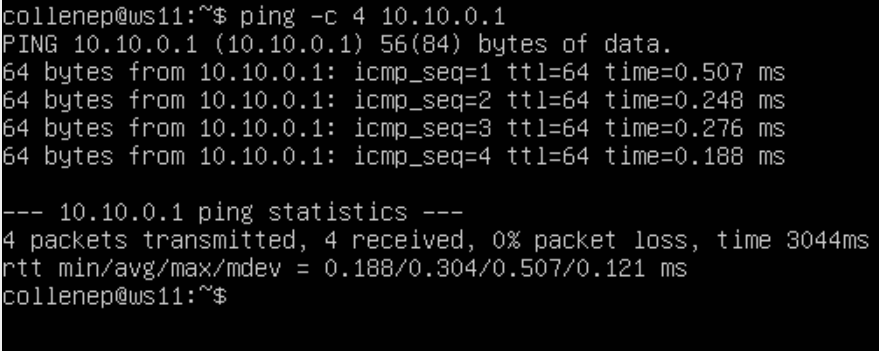 collenep@ws11:~$ ping -c 4 10.10.0.1
PING 10.10.0.1 (10.10.0.1) 56(84) bytes of data.
64 bytes from 10.10.0.1: icmp_seq=1 ttl=64 time=0.507 ms
64 bytes from 10.10.0.1: icmp_seq=2 ttl=64 time=0.248 ms
64 bytes from 10.10.0.1: icmp_seq=3 ttl=64 time=0.276 ms
64 bytes from 10.10.0.1: icmp_seq=4 ttl=64 time=0.188 ms

--- 10.10.0.1 ping statistics ---
4 packets transmitted, 4 received, 0% packet loss, time 3044ms
rtt min/avg/max/mdev = 0.188/0.304/0.507/0.121 ms
collenep@ws11:~$